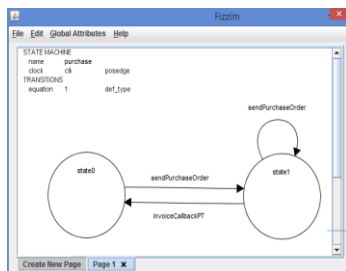 Fizzim
File Edit Global Attributes Help
STATE MACHINE
name purchase
clock clk posedge
TRANSITIONS
equation 1 def_type
sendPurchaseOrder
state0
state1
sendPurchaseOrder
invoiceCallbackPT
Create New Page Page 1 X